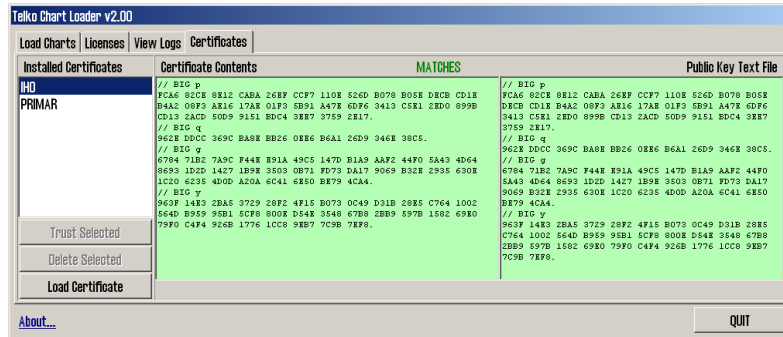 Telko Chart Loader v2.00
Load Charts Licenses View Logs Certificates
Installed Certificates
IHO
PRIMAR
Trust Selected
Delete Selected
Load Certificate
Certificate Contents MATCHES Public Key Text File
// BIG p
FCA6 82CE 8E12 CABA 26EF CCF7 110E 526D B078 B05E DECB CD1E
B4A2 08F3 AE16 17AE 01F3 5B91 A47E 6DF6 3413 C5E1 2ED0 899B
CD13 2ACD 50D9 9151 BDC4 3EE7 3759 2E17.
// BIG q
962E DDCC 369C BA8E BB26 0EE6 B6A1 26D9 346E 38C5.
// BIG g
6784 71B2 7A9C F44E E91A 49C5 147D B1A9 AAF2 44F0 5A43 4D64
8693 1D2D 1427 1B9E 3503 0B71 FD73 DA17 9069 B32E 2935 630E
1C20 6235 4D0D A20A 6C41 6E50 BE79 4CA4.
// BIG y
963F 14E3 2BA5 3729 28F2 4F15 B073 0C49 D31B 28E5 C764 1002
564D B959 95B1 5CF8 800E D54E 3548 67B8 2BB9 597B 1582 69E0
79F0 C4F4 926B 1776 1CC8 9EB7 7C9B 7EF8.
// BIG p
FCA6 82CE 8E12 CABA 26EF CCF7 110E 526D B078 B05E
DECB CD1E B4A2 08F3 AE16 17AE 01F3 5B91 A47E 6DF6
3413 C5E1 2ED0 899B CD13 2ACD 50D9 9151 BDC4 3EE7
3759 2E17.
// BIG q
962E DDCC 369C BA8E BB26 0EE6 B6A1 26D9 346E 38C5.
// BIG g
6784 71B2 7A9C F44E E91A 49C5 147D B1A9 AAF2 44F0
5A43 4D64 8693 1D2D 1427 1B9E 3503 0B71 FD73 DA17
9069 B32E 2935 630E 1C20 6235 4D0D A20A 6C41 6E50
BE79 4CA4.
// BIG y
963F 14E3 2BA5 3729 28F2 4F15 B073 0C49 D31B 28E5
C764 1002 564D B959 95B1 5CF8 800E D54E 3548 67B8
2BB9 597B 1582 69E0 79F0 C4F4 926B 1776 1CC8 9EB7
7C9B 7EF8.
About...
QUIT